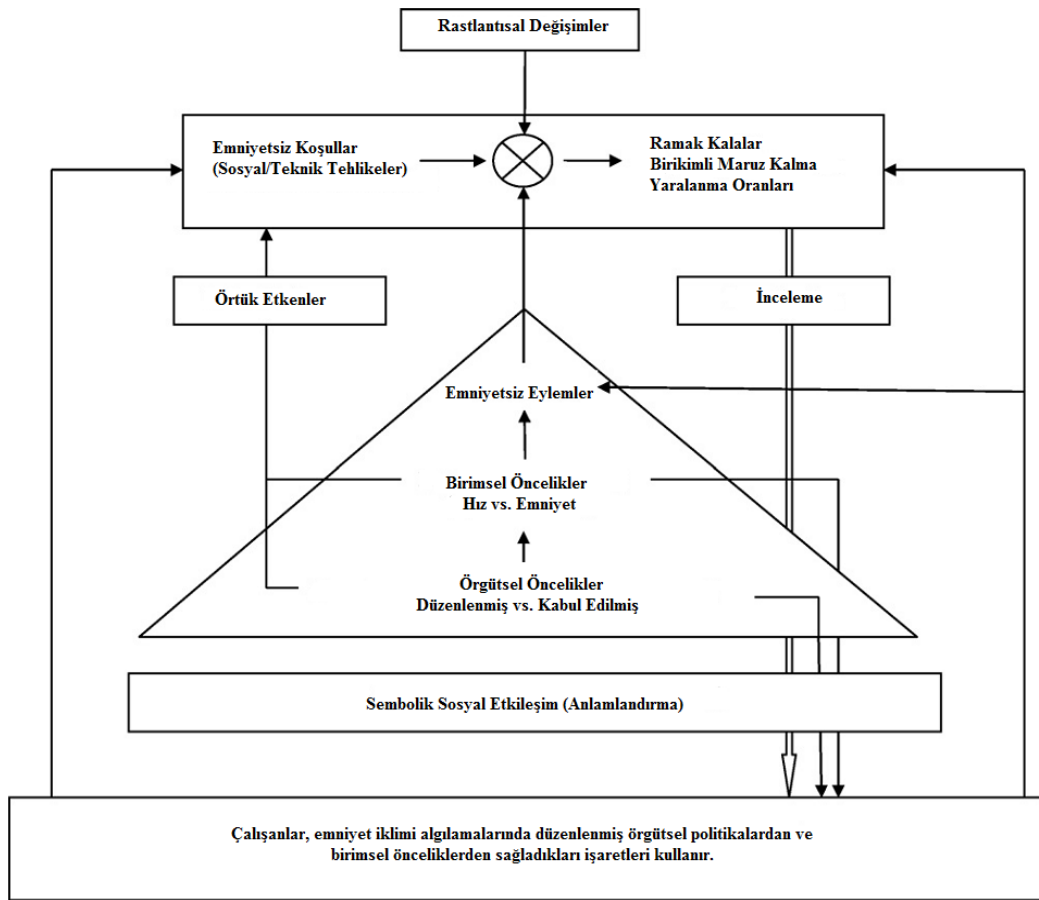 Rastlantısal Değişimler
Emniyetsiz Koşullar
(Sosyal/Teknik Tehlikeler)
Ramak Kalalar
Birikimli Maruz Kalma
Yaralanma Oranları
Örtük Etkenler
İnceleme
Emniyetsiz Eylemler
Birimsel Öncelikler
Hız vs. Emniyet
Örgütsel Öncelikler
Düzenlenmiş vs. Kabul Edilmiş
Sembolik Sosyal Etkileşim (Anlamlandırma)
Çalışanlar, emniyet iklimi algılamalarında düzenlenmiş örgütsel politikalardan ve
birimsel önceliklerden sağladıkları işaretleri kullanır.